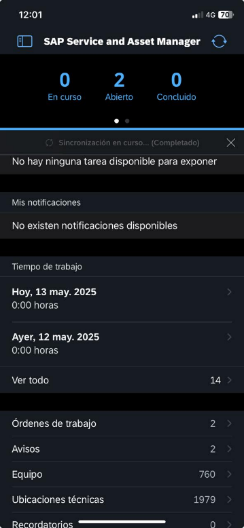 12:01
4G 70
SAP Service and Asset Manager
0 2 0
En curso Abierto Concluido
Sincronización en curso... (Completado)
No hay ninguna tarea disponible para exponer
Mis notificaciones
No existen notificaciones disponibles
Tiempo de trabajo
Hoy, 13 may. 2025
0:00 horas
Ayer, 12 may. 2025
0:00 horas
Ver todo 14
Órdenes de trabajo 2
Avisos 2
Equipo 760
Ubicaciones técnicas 1979
Recordatorios 0